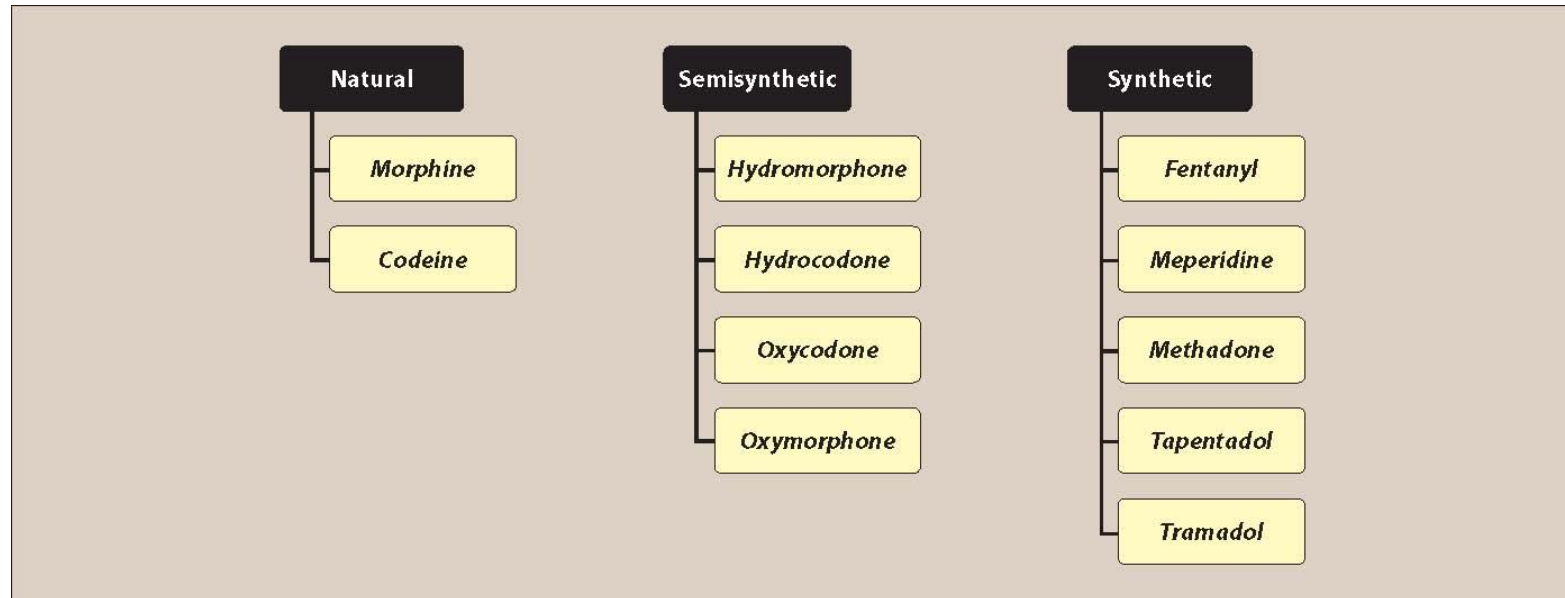 Natural
Morphine
Codeine
Semisynthetic
Hydromorphone
Hydrocodone
Oxycodone
Oxymorphone
Synthetic
Fentanyl
Meperidine
Methadone
Tapentadol
Tramadol